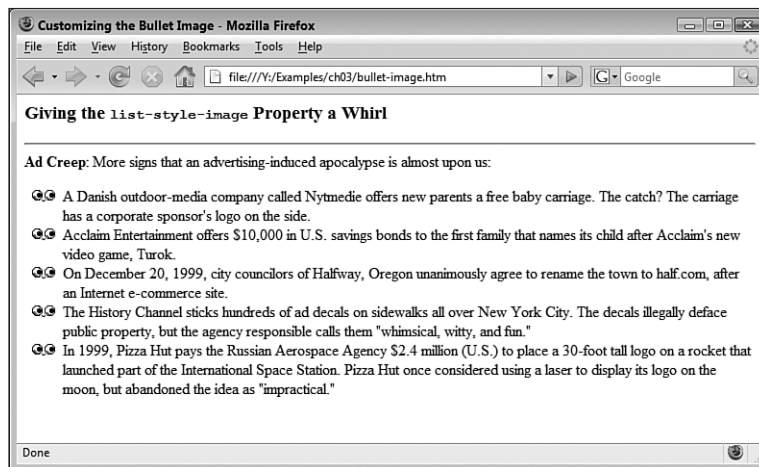 Customizing the Bullet Image - Mozilla Firefox
File Edit View History Bookmarks Tools Help
file:///Y:/Examples/ch03/bullet-image.htm
G Google
Giving the list-style-image Property a Whirl
Ad Creep: More signs that an advertising-induced apocalypse is almost upon us:
A Danish outdoor-media company called Nytmedie offers new parents a free baby carriage. The catch? The carriage
has a corporate sponsor's logo on the side.
Acclaim Entertainment offers $10,000 in U.S. savings bonds to the first family that names its child after Acclaim's new
video game, Turok.
On December 20, 1999, city councilors of Halfway, Oregon unanimously agree to rename the town to half.com, after
an Internet e-commerce site.
The History Channel sticks hundreds of ad decals on sidewalks all over New York City. The decals illegally deface
public property, but the agency responsible calls them "whimsical, witty, and fun."
In 1999, Pizza Hut pays the Russian Aerospace Agency $2.4 million (U.S.) to place a 30-foot tall logo on a rocket that
launched part of the International Space Station. Pizza Hut once considered using a laser to display its logo on the
moon, but abandoned the idea as "impractical."
Done